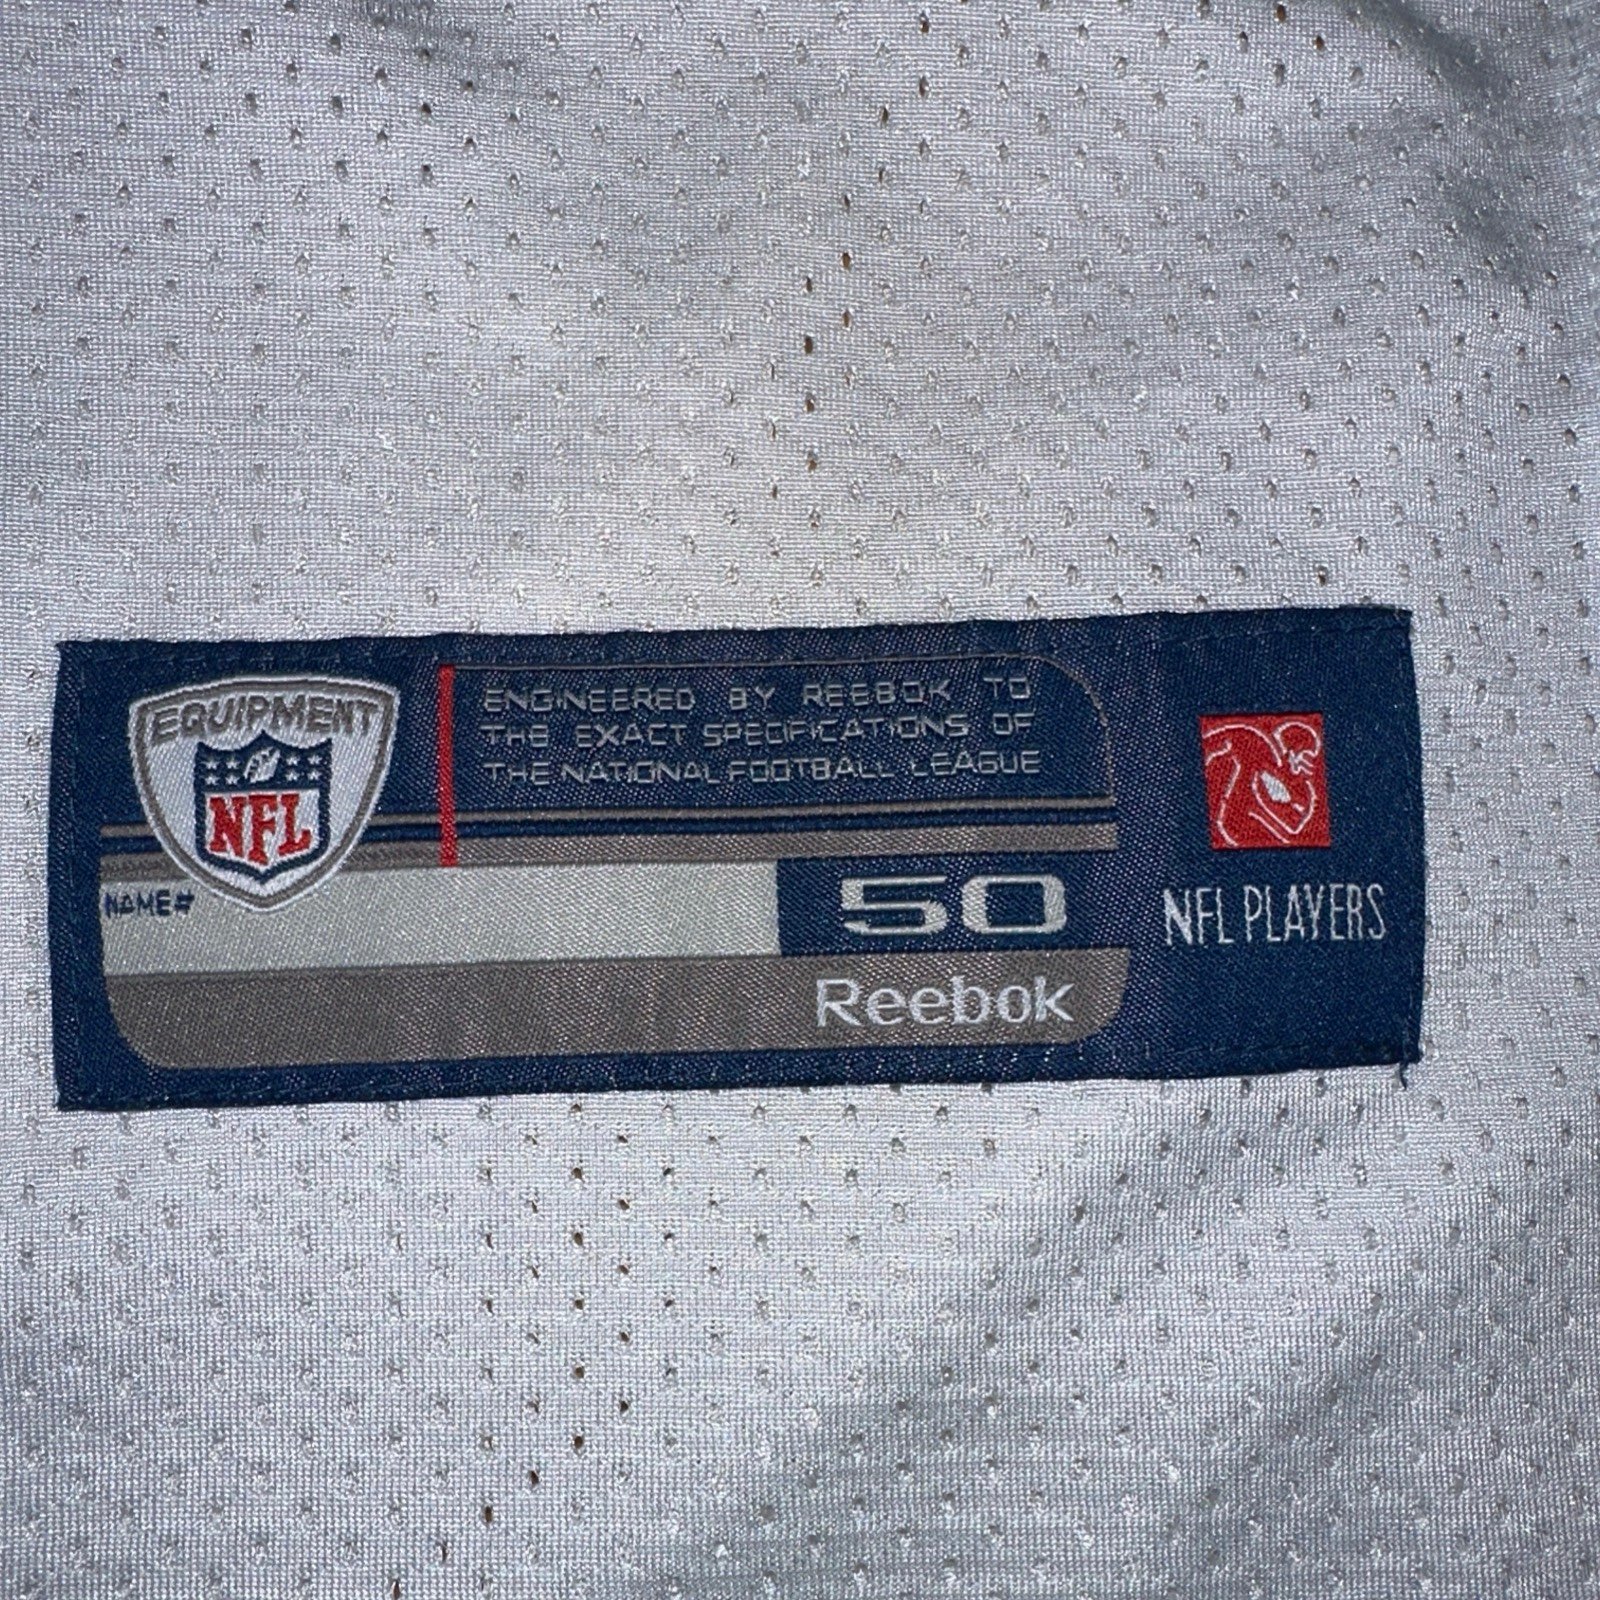 EQUIPMENT
NFL
ENGINEERED BY REEBOK TO
THE EXACT SPECIFICATIONS OF
THE NATIONAL FOOTBALL LEAGUE
NAME#
50
Reebok
NFL PLAYERS